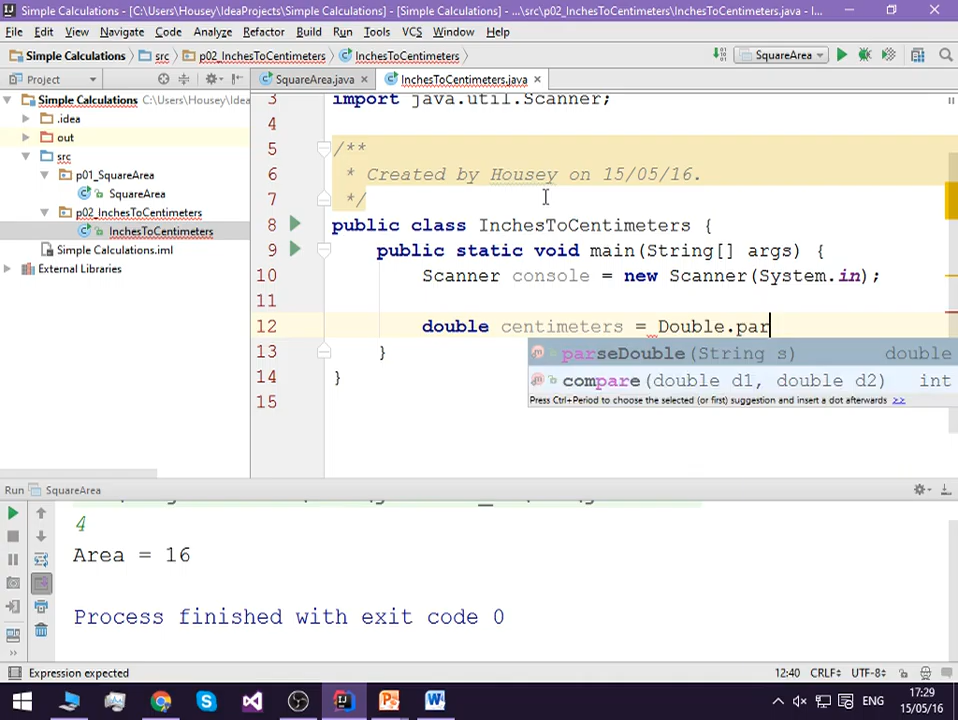 Simple Calculations - [C:\Users\Housey\IdeaProjects\Simple Calculations] - [Simple Calculations] - ...\src\p02_InchesToCentimeters\InchesToCentimeters.java - I...
File Edit View Navigate Code Analyze Refactor Build Run Tools VCS Window Help
Simple Calculations src p02_InchesToCentimeters InchesToCentimeters SquareArea
Project SquareArea.java InchesToCentimeters.java
Simple Calculations C:\Users\Housey\Idea
.idea
out
src
p01_SquareArea
SquareArea
p02_InchesToCentimeters
InchesToCentimeters
Simple Calculations.iml
External Libraries
3 import java.util.Scanner;
4
5 /**
6 * Created by Housey on 15/05/16.
7 */
8 public class InchesToCentimeters {
9 public static void main(String[] args) {
10 Scanner console = new Scanner(System.in);
11
12 double centimeters = Double.par
13 }
14 }
15
parseDouble(String s) double
compare(double d1, double d2) int
Press Ctrl+Period to choose the selected (or first) suggestion and insert a dot afterwards >>
Run SquareArea
4
Area = 16
Process finished with exit code 0
Expression expected 12:40 CRLF UTF-8
ENG 17:29
15/05/16